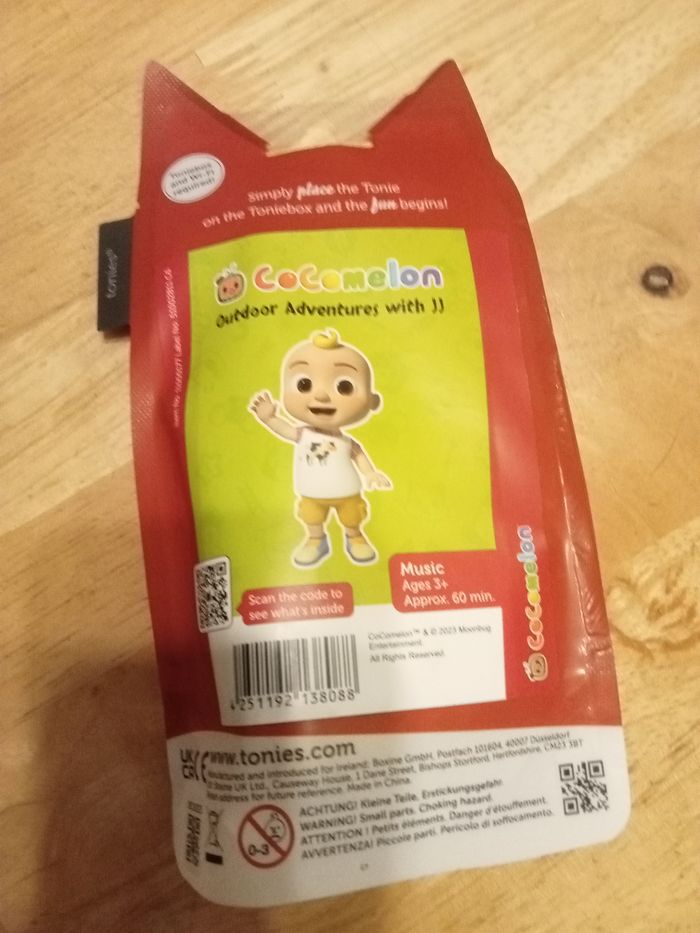 Toniebox
and Wi-Fi
required!
simply place the Tonie
on the Toniebox and the fun begins!
tonies®
CoComelon
Outdoor Adventures with JJ
Music
Ages 3+
Approx. 60 min.
Scan the code to
see what's inside
CoComelon™ & © 2023 Moonbug
Entertainment.
All Rights Reserved.
4251192138088
CoComelon
UK
CA
CE
www.tonies.com
Manufactured and introduced for Ireland: Boxine GmbH, Postfach 101604, 40007 Düsseldorf
UK Ltd., Causeway House, 1 Dane Street, Bishops Stortford, Hertfordshire, CM23 3BT
address for future reference. Made in China.
0-3
ACHTUNG! Kleine Teile. Erstickungsgefahr.
WARNING! Small parts. Choking hazard.
ATTENTION ! Petits éléments. Danger d'étouffement.
AVVERTENZA! Piccole parti. Pericolo di soffocamento.